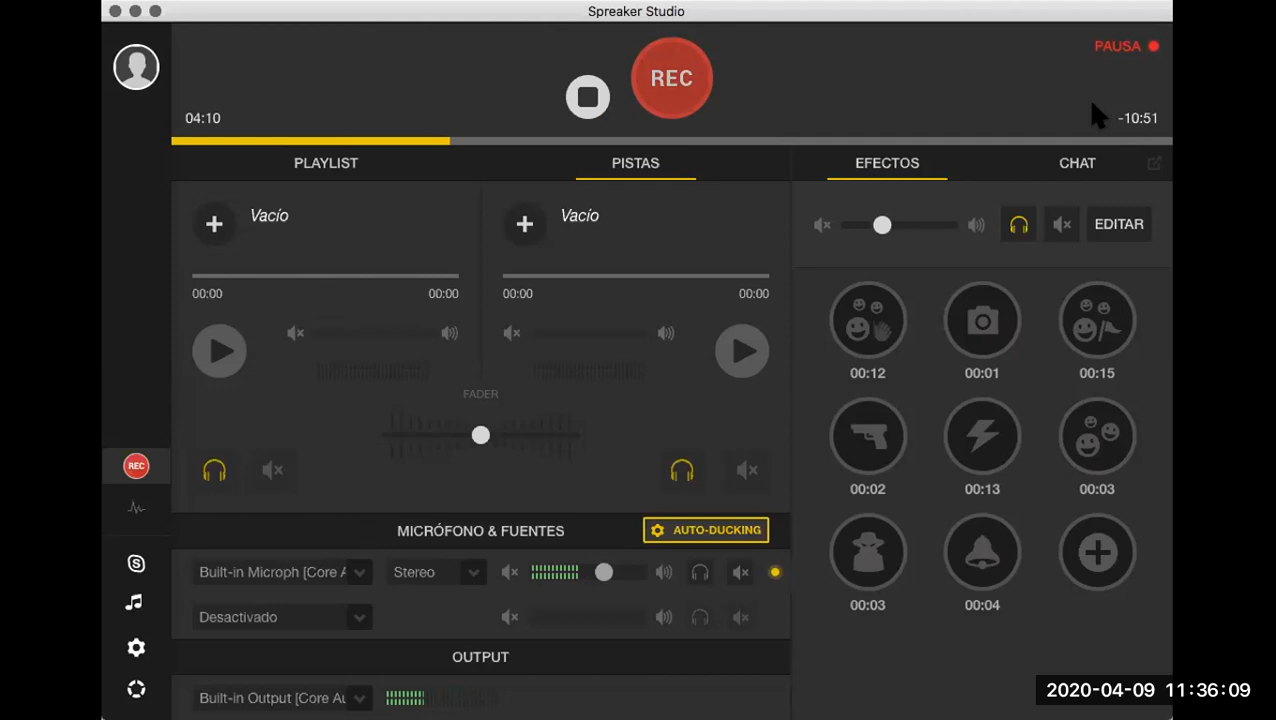 Spreaker Studio
PAUSA
REC
04:10
-10:51
PLAYLIST
PISTAS
EFECTOS
CHAT
Vacío
Vacío
EDITAR
00:00
00:00
00:00
00:00
00:12
00:01
00:15
FADER
REC
00:02
00:13
00:03
MICRÓFONO & FUENTES
AUTO-DUCKING
Built-in Microph [Core A
Stereo
00:03
00:04
Desactivado
OUTPUT
Built-in Output [Core Au
2020-04-09 11:36:09